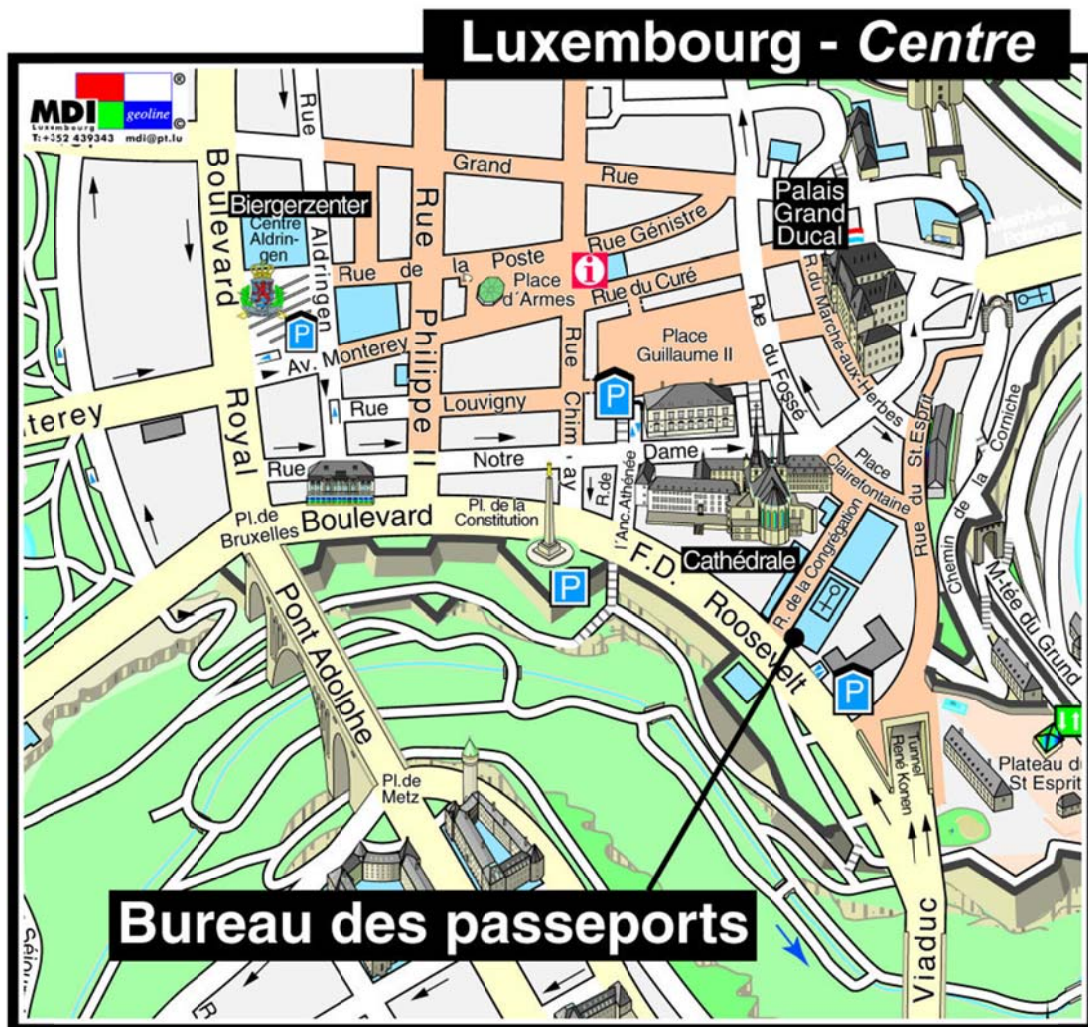 Luxembourg - Centre
MDI
geoline
®
©
Luxembourg
T:+352 439343 mdi@pt.lu
Rue
Aldringen
Boulevard
Royal
Biergerzenter
Centre
Aldrin-
gen
P
Grand
Rue
Rue
Philippe II
Rue de la Poste
Place
d'Armes
i
Rue Génistre
Rue du Curé
Place
Guillaume II
Palais
Grand
Ducal
R.du Marché-aux-Herbes
Rue
du Fossé
Av. Monterey
terey
Rue Louvigny
Rue
Chimay
P
Rue Notre Dame
R.de
l'Anc.Athénée
Place
Clairefontaine
Rue du St.Esprit
Chemin de la Corniche
M-tée du Grund
Pl.de
Bruxelles
Boulevard F.D. Roosevelt
Pl. de la
Constitution
P
Cathédrale
R. de la Congrégation
P
Pont Adolphe
Pl.de
Metz
Tunnel
René Konen
Plateau du
St Esprit
Bureau des passeports
Viaduc
R